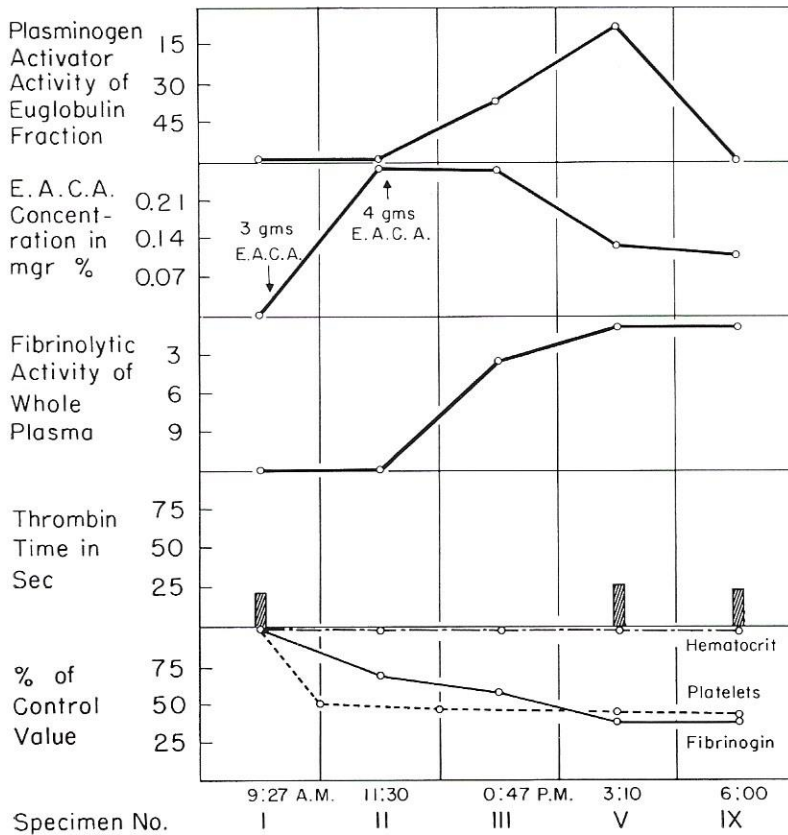 Plasminogen
Activator
Activity of
Euglobulin
Fraction
15
30
45
E.A.C.A.
Concent-
ration in
mgr %
0.21
0.14
0.07
3 gms
E.A.C.A.
4 gms
E.A.C.A.
Fibrinolytic
Activity of
Whole
Plasma
3
6
9
Thrombin
Time in
Sec
75
50
25
% of
Control
Value
75
50
25
Hematocrit
Platelets
Fibrinogin
9:27 A.M. 11:30 0:47 P.M. 3:10 6:00
Specimen No. I II III V IX